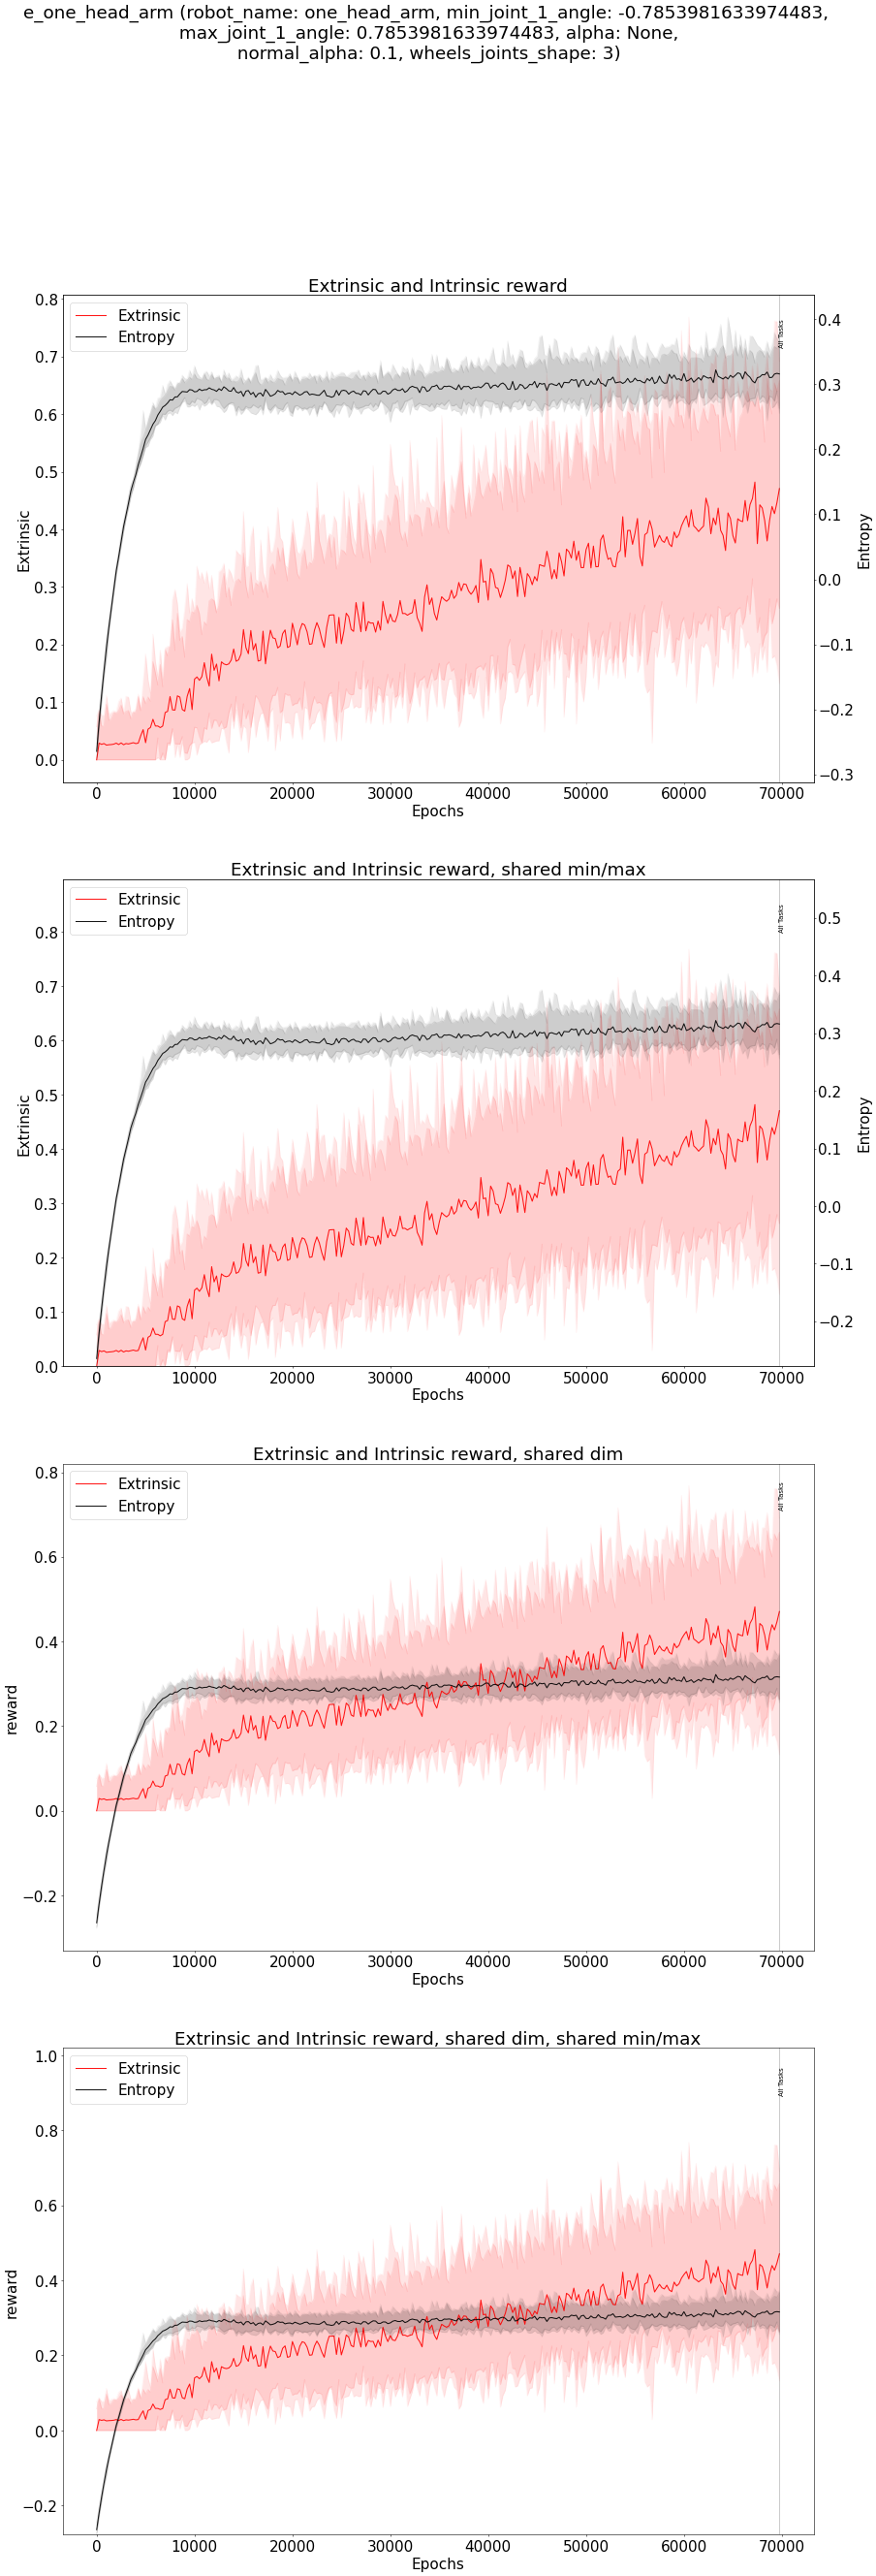 e_one_head_arm (robot_name: one_head_arm, min_joint_1_angle: -0.7853981633974483,
max_joint_1_angle: 0.7853981633974483, alpha: None,
normal_alpha: 0.1, wheels_joints_shape: 3)
Extrinsic and Intrinsic reward
Extrinsic
Entropy
All Tasks
0.8
0.7
0.6
0.5
0.4
0.3
0.2
0.1
0.0
Extrinsic
0.4
0.3
0.2
0.1
0.0
−0.1
−0.2
−0.3
Entropy
0 10000 20000 30000 40000 50000 60000 70000
Epochs
Extrinsic and Intrinsic reward, shared min/max
Extrinsic
Entropy
All Tasks
0.8
0.7
0.6
0.5
0.4
0.3
0.2
0.1
0.0
Extrinsic
0.5
0.4
0.3
0.2
0.1
0.0
−0.1
−0.2
Entropy
0 10000 20000 30000 40000 50000 60000 70000
Epochs
Extrinsic and Intrinsic reward, shared dim
Extrinsic
Entropy
All Tasks
0.8
0.6
0.4
0.2
0.0
−0.2
reward
0 10000 20000 30000 40000 50000 60000 70000
Epochs
Extrinsic and Intrinsic reward, shared dim, shared min/max
Extrinsic
Entropy
All Tasks
1.0
0.8
0.6
0.4
0.2
0.0
−0.2
reward
0 10000 20000 30000 40000 50000 60000 70000
Epochs